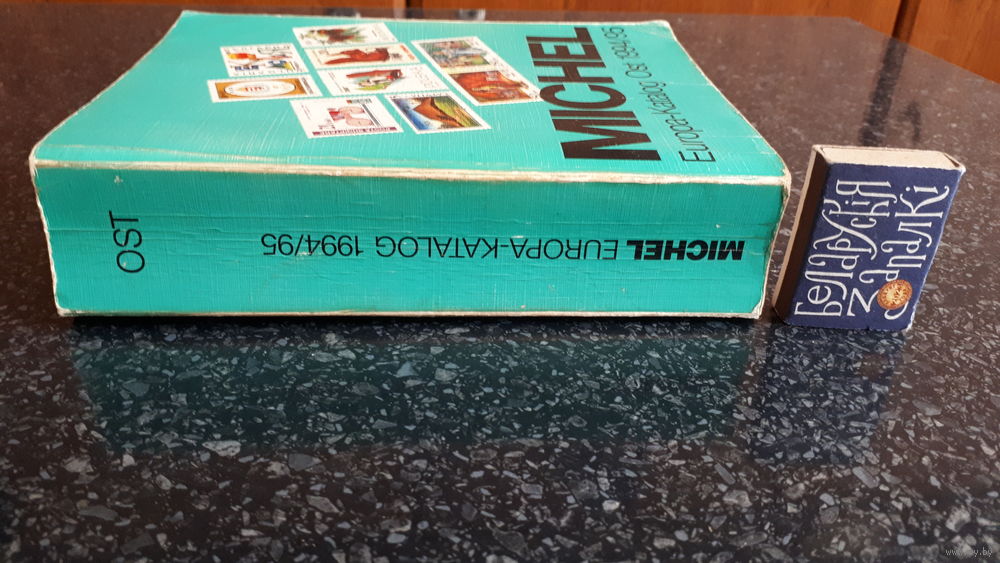 MICHEL
Europa-Katalog Ost 1994/95
MICHEL EUROPA-KATALOG 1994/95
OST
Беларускія
Запалкі